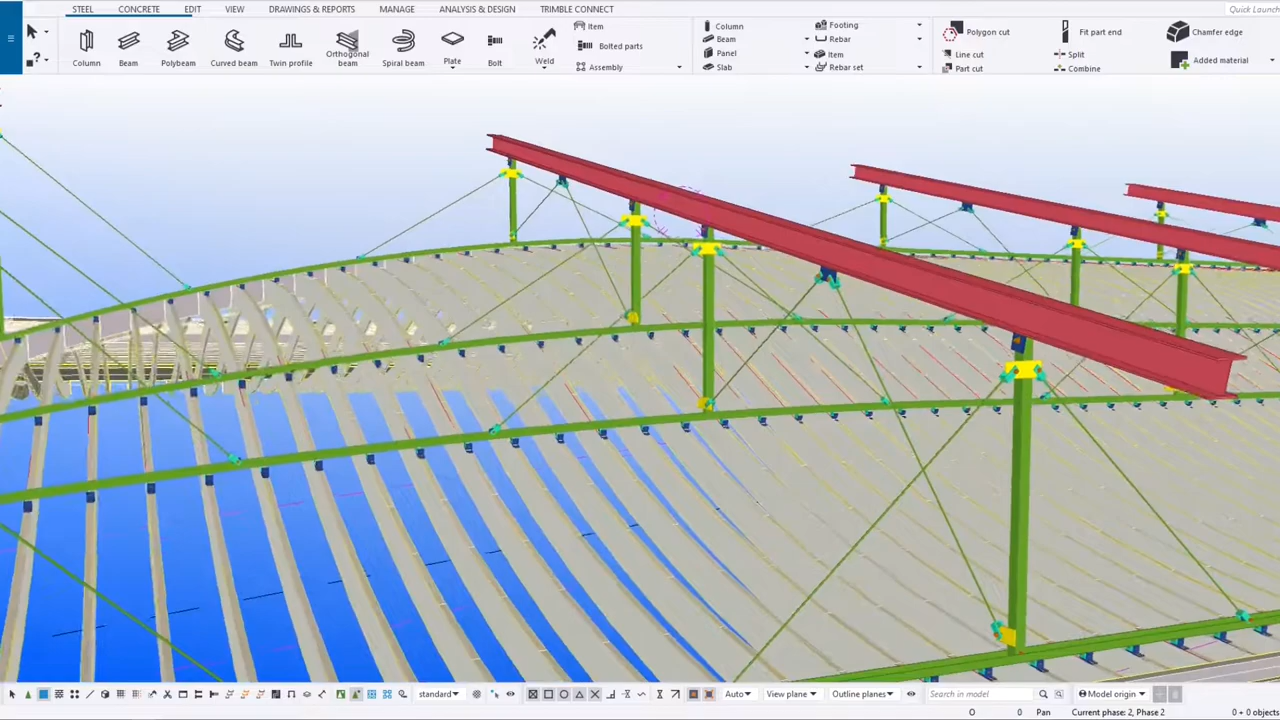 STEEL CONCRETE EDIT VIEW DRAWINGS & REPORTS MANAGE ANALYSIS & DESIGN TRIMBLE CONNECT Quick Launch
Column Beam Polybeam Curved beam Twin profile Orthogonal beam Spiral beam Plate Bolt Weld
Item
Bolted parts
Assembly
Column
Beam
Panel
Slab
Footing
Rebar
Item
Rebar set
Polygon cut
Line cut
Part cut
Fit part end
Split
Combine
Chamfer edge
Added material
standard Auto View plane Outline planes Search in model Model origin
O 0 Pan Current phase: 2, Phase 2 0 + 0 objects